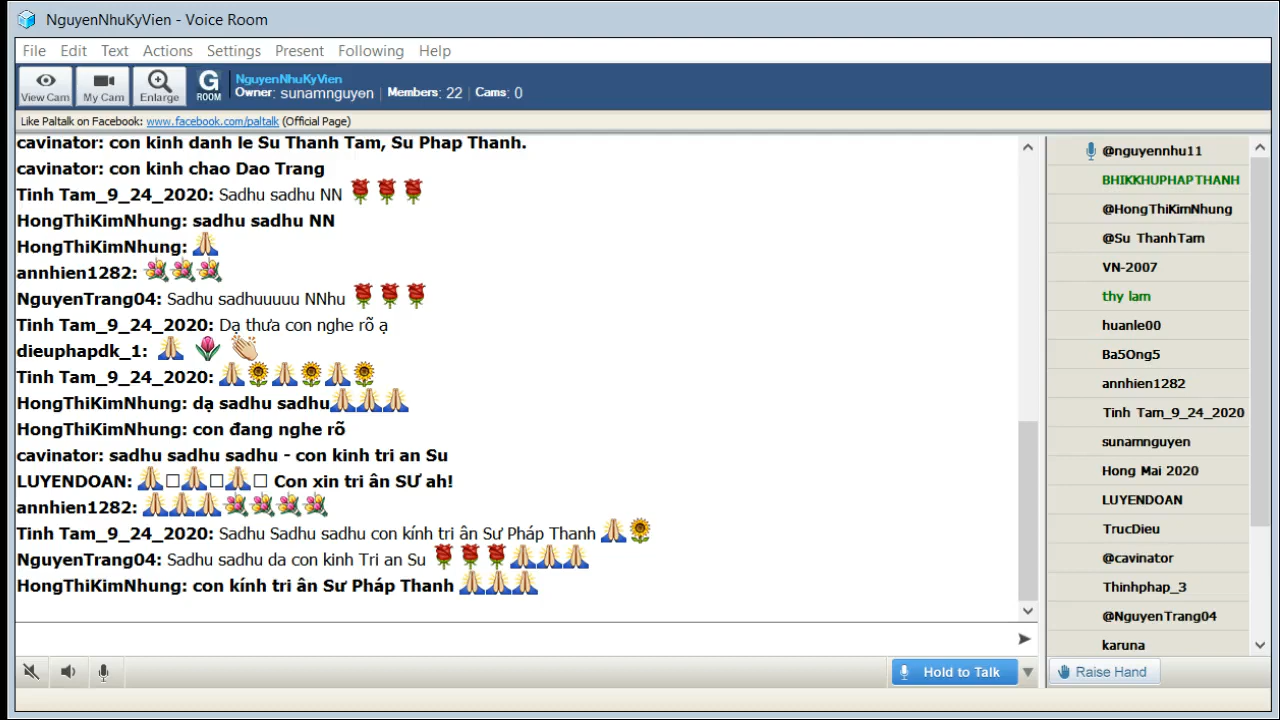 NguyenNhuKyVien - Voice Room
File Edit Text Actions Settings Present Following Help
View Cam My Cam Enlarge G ROOM NguyenNhuKyVien
Owner: sunamnguyen | Members: 22 | Cams: 0
Like Paltalk on Facebook: www.facebook.com/paltalk (Official Page)
cavinator: con kinh danh le Su Thanh Tam, Su Phap Thanh.
cavinator: con kinh chao Dao Trang
Tinh Tam_9_24_2020: Sadhu sadhu NN 🌹🌹🌹
HongThiKimNhung: sadhu sadhu NN
HongThiKimNhung: 🙏
annhien1282: 💐💐💐
NguyenTrang04: Sadhu sadhuuuuu NNhu 🌹🌹🌹
Tinh Tam_9_24_2020: Dạ thưa con nghe rõ ạ
dieuphapdk_1: 🙏 🌷 👏
Tinh Tam_9_24_2020: 🙏🌻🙏🌻🙏🌻
HongThiKimNhung: dạ sadhu sadhu🙏🙏🙏
HongThiKimNhung: con đang nghe rõ
cavinator: sadhu sadhu sadhu - con kinh tri an Su
LUYENDOAN: 🙏□🙏□🙏□ Con xin tri ân SƯ ah!
annhien1282: 🙏🙏🙏💐💐💐💐
Tinh Tam_9_24_2020: Sadhu Sadhu sadhu con kính tri ân Sư Pháp Thanh 🙏🌻
NguyenTrang04: Sadhu sadhu da con kinh Tri an Su 🌹🌹🌹🙏🙏🙏
HongThiKimNhung: con kính tri ân Sư Pháp Thanh 🙏🙏🙏
Hold to Talk
@nguyennhu11
BHIKKHUPHAPTHANH
@HongThiKimNhung
@Su ThanhTam
VN-2007
thy lam
huanle00
Ba5Ong5
annhien1282
Tinh Tam_9_24_2020
sunamnguyen
Hong Mai 2020
LUYENDOAN
TrucDieu
@cavinator
Thinhphap_3
@NguyenTrang04
karuna
Raise Hand